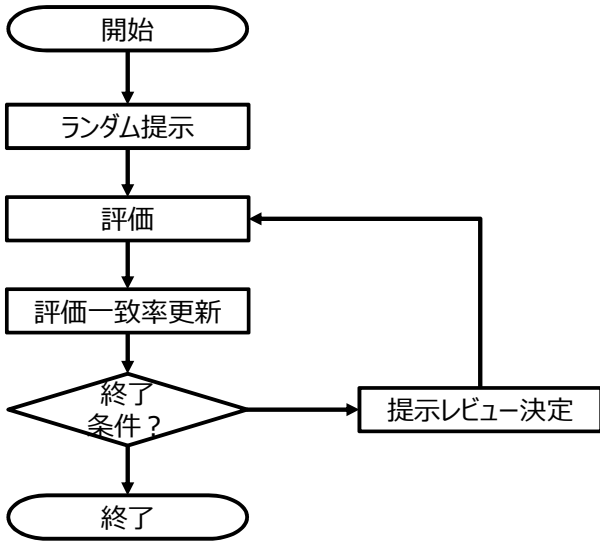 開始
ランダム提示
評価
評価一致率更新
終了
条件？
提示レビュー決定
終了